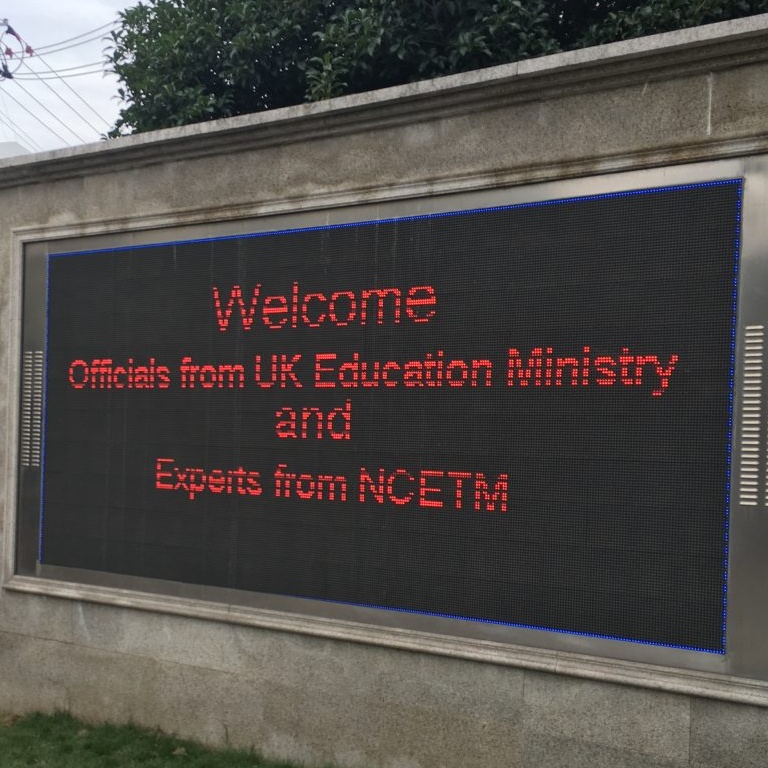 Welcome
Officials from UK Education Ministry
and
Experts from NCETM